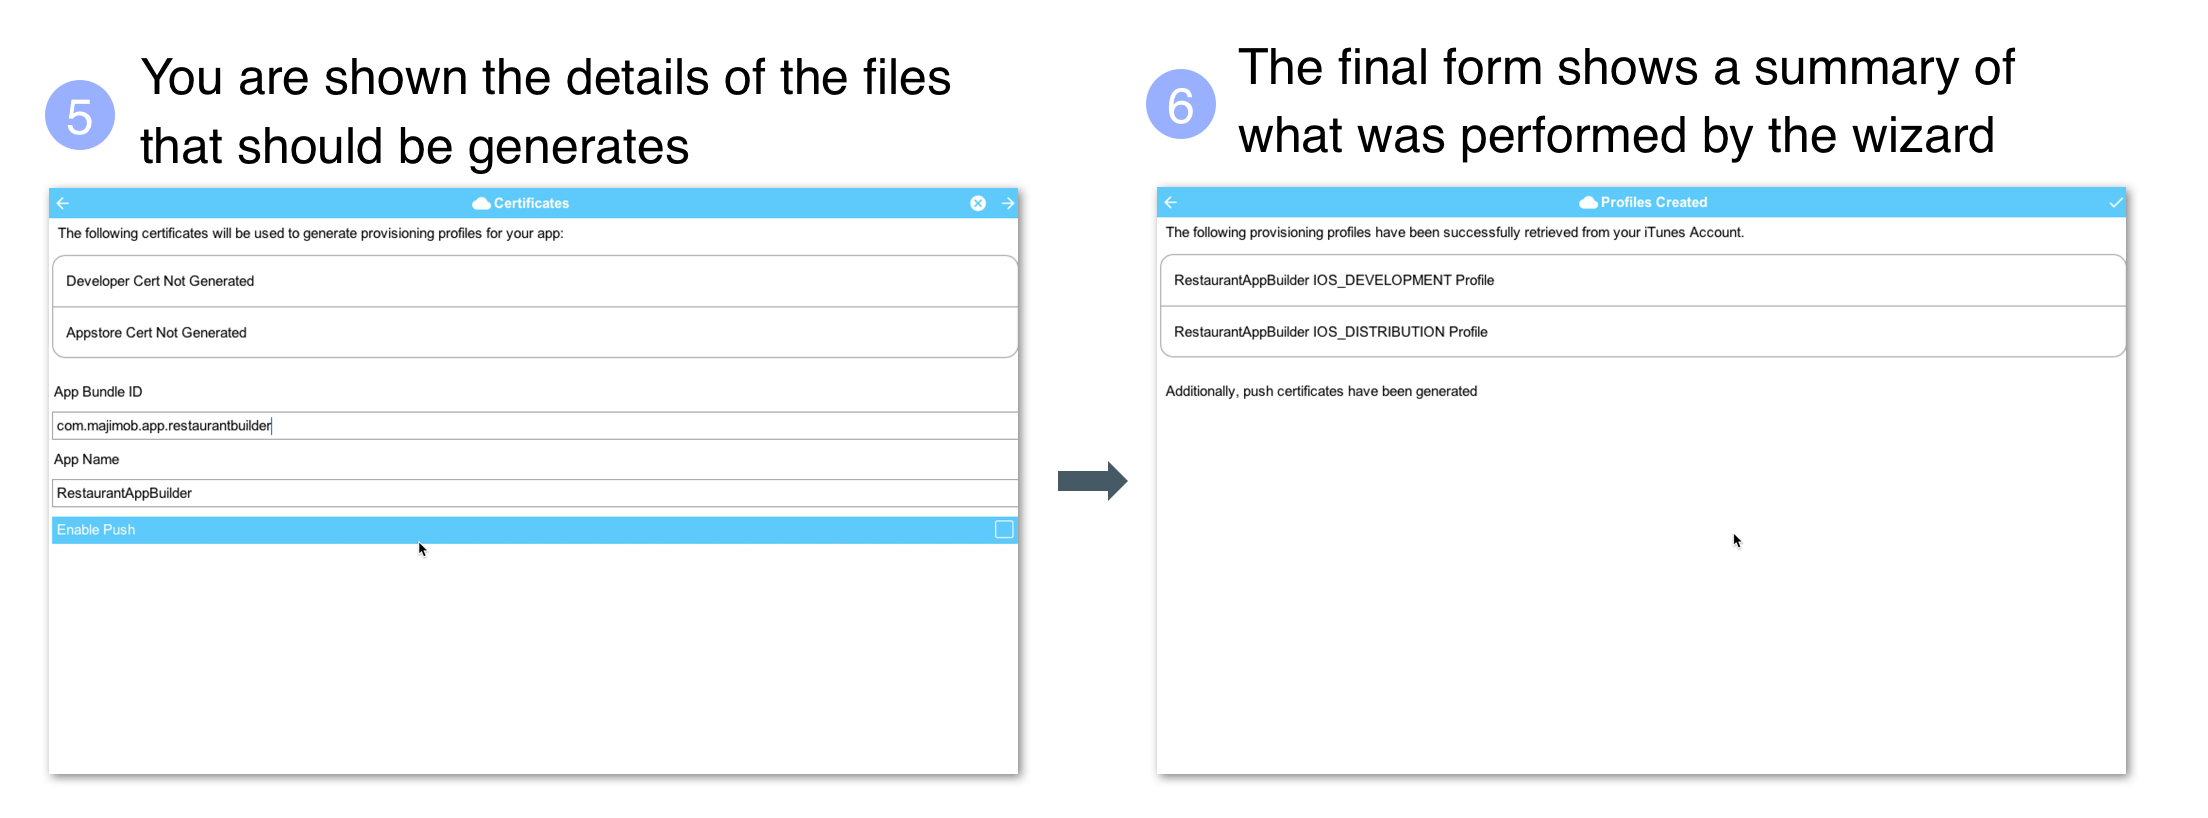 5
You are shown the details of the files
that should be generates
Certificates
The following certificates will be used to generate provisioning profiles for your app:
Developer Cert Not Generated
Appstore Cert Not Generated
App Bundle ID
com.majimob.app.restaurantbuilder
App Name
RestaurantAppBuilder
Enable Push
6
The final form shows a summary of
what was performed by the wizard
Profiles Created
The following provisioning profiles have been successfully retrieved from your iTunes Account.
RestaurantAppBuilder IOS_DEVELOPMENT Profile
RestaurantAppBuilder IOS_DISTRIBUTION Profile
Additionally, push certificates have been generated